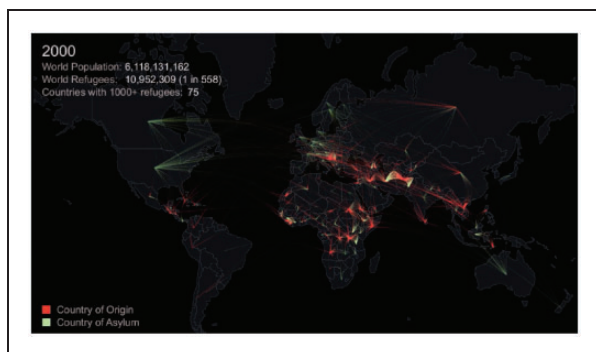 2000
World Population: 6,118,131,162
World Refugees: 10,952,309 (1 in 558)
Countries with 1000+ refugees: 75
Country of Origin
Country of Asylum